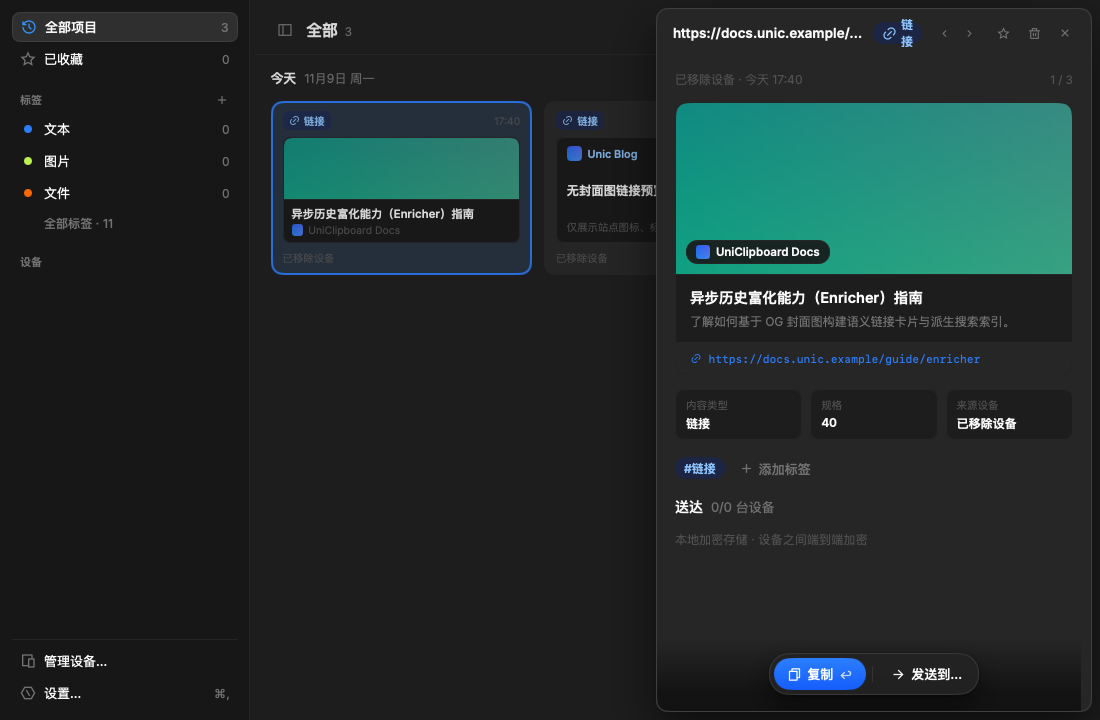 全部项目 3
已收藏 0
标签 +
文本 0
图片 0
文件 0
全部标签 · 11
设备
管理设备...
设置... ⌘,
全部 3
今天 11月9日 周一
链接 17:40
异步历史富化能力（Enricher）指南
UniClipboard Docs
已移除设备
链接
Unic Blog
无封面图链接预
仅展示站点图标、
已移除设备
https://docs.unic.example/...
链接
已移除设备 · 今天 17:40 1 / 3
UniClipboard Docs
异步历史富化能力（Enricher）指南
了解如何基于 OG 封面图构建语义链接卡片与派生搜索索引。
https://docs.unic.example/guide/enricher
内容类型
链接
规格
40
来源设备
已移除设备
#链接 + 添加标签
送达 0/0 台设备
本地加密存储 · 设备之间端到端加密
复制 ↩
→ 发送到...